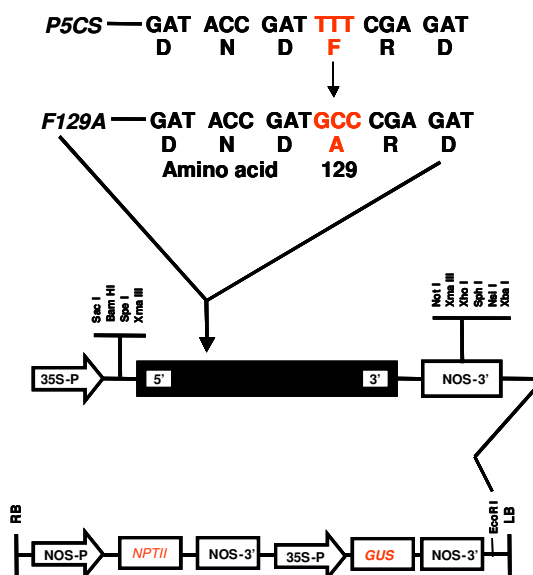 P5CS GAT ACC GAT TTT CGA GAT
D N D F R D
F129A GAT ACC GATGCC CGA GAT
D N D A R D
Amino acid 129
Sac I
Bam HI
Spe I
Xma III
Not I
Xma III
Xho I
Sph I
Nsi I
Xba I
35S-P 5’ 3’ NOS-3’
RB
EcoR I
LB
NOS-P NPTII NOS-3’ 35S-P GUS NOS-3’